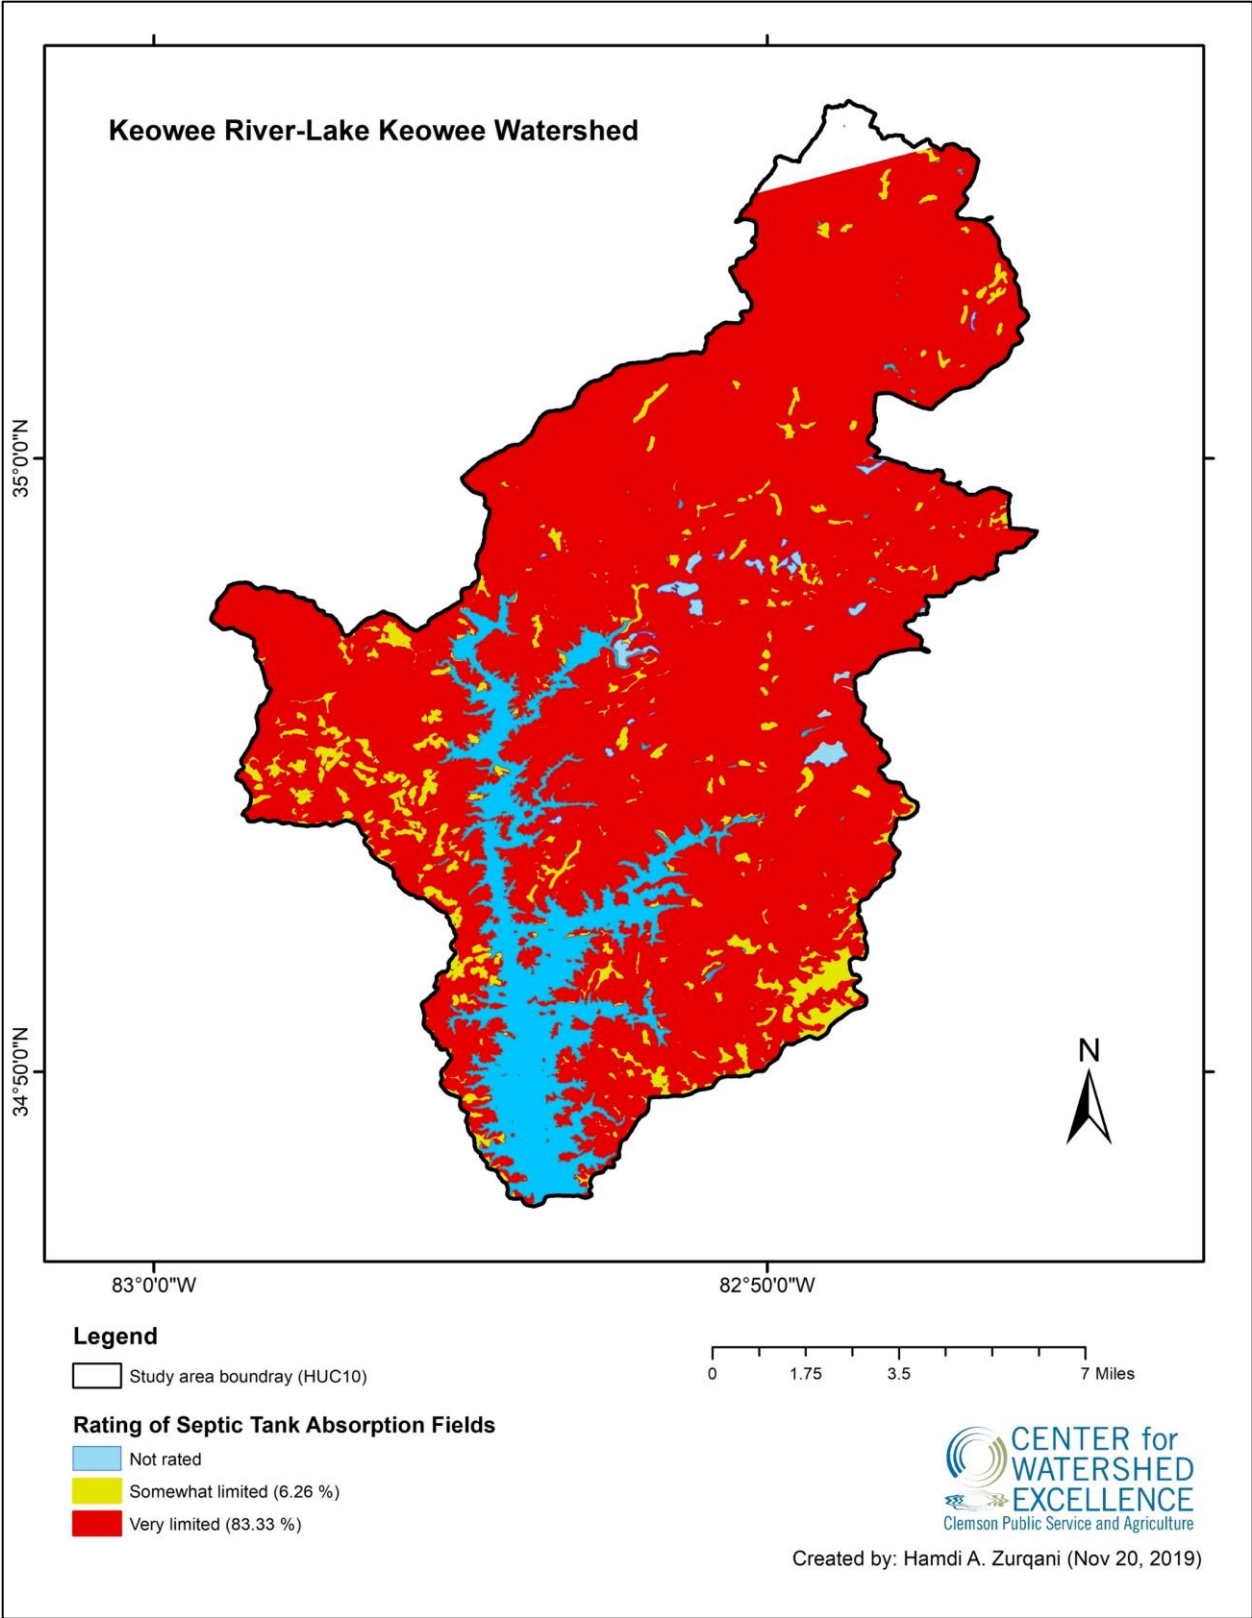 Keowee River-Lake Keowee Watershed
35°0'0"N
34°50'0"N
N
83°0'0"W
82°50'0"W
Legend
Study area boundray (HUC10)
0 1.75 3.5 7 Miles
Rating of Septic Tank Absorption Fields
Not rated
Somewhat limited (6.26 %)
Very limited (83.33 %)
CENTER for
WATERSHED
EXCELLENCE
Clemson Public Service and Agriculture
Created by: Hamdi A. Zurqani (Nov 20, 2019)